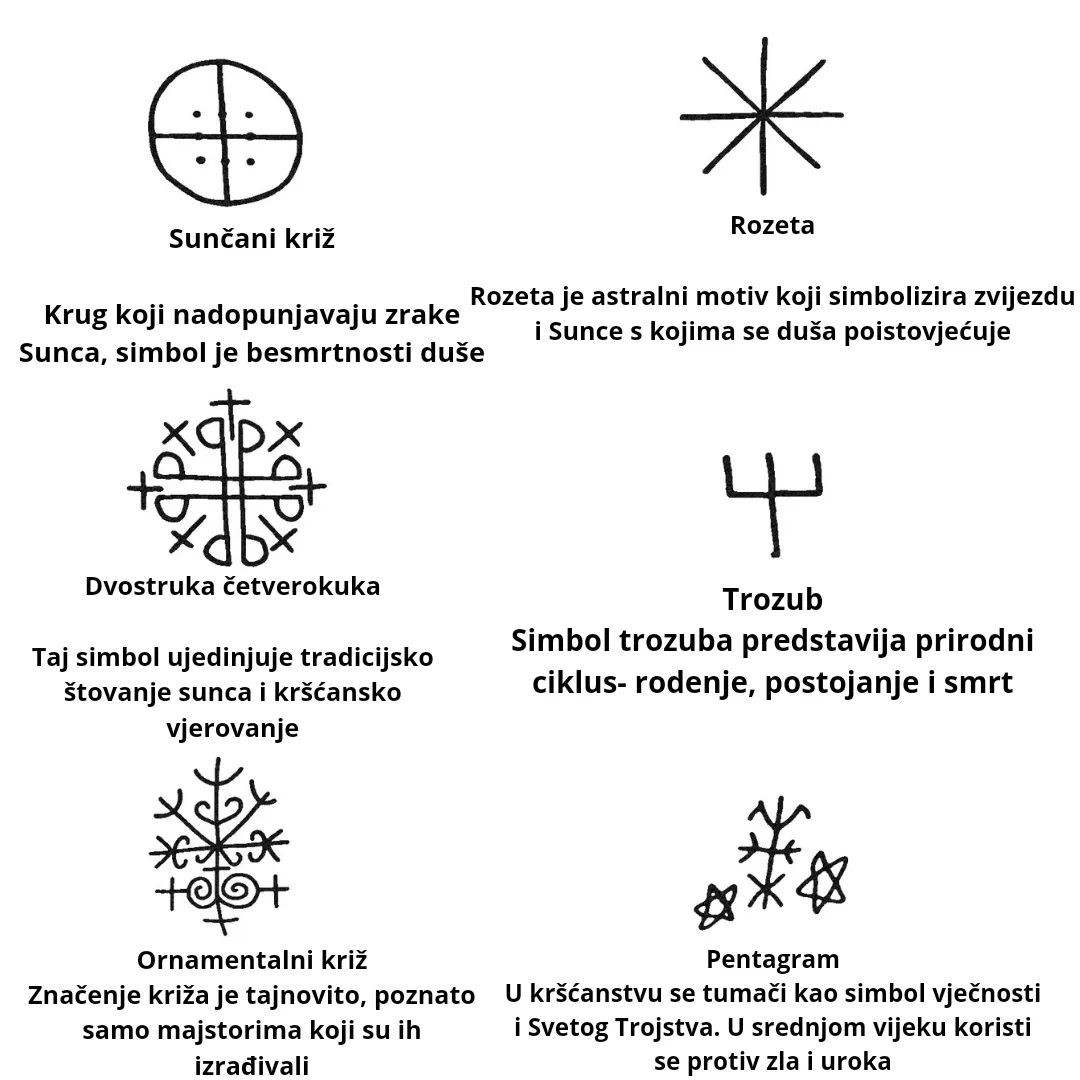 Sunčani križ
Krug koji nadopunjavaju zrake
Sunca, simbol je besmrtnosti duše
Rozeta
Rozeta je astralni motiv koji simbolizira zvijezdu
i Sunce s kojima se duša poistovjećuje
Dvostruka četverokuka
Taj simbol ujedinjuje tradicijsko
štovanje sunca i kršćansko
vjerovanje
Trozub
Simbol trozuba predstavija prirodni
ciklus- rodenje, postojanje i smrt
Ornamentalni križ
Značenje križa je tajnovito, poznato
samo majstorima koji su ih
izrađivali
Pentagram
U kršćanstvu se tumači kao simbol vječnosti
i Svetog Trojstva. U srednjom vijeku koristi
se protiv zla i uroka